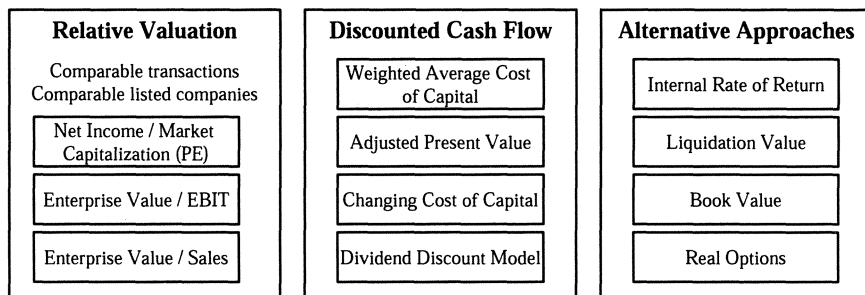 Relative Valuation
Comparable transactions
Comparable listed companies
Net Income / Market
Capitalization (PE)
Enterprise Value / EBIT
Enterprise Value / Sales
Discounted Cash Flow
Weighted Average Cost
of Capital
Adjusted Present Value
Changing Cost of Capital
Dividend Discount Model
Alternative Approaches
Internal Rate of Return
Liquidation Value
Book Value
Real Options